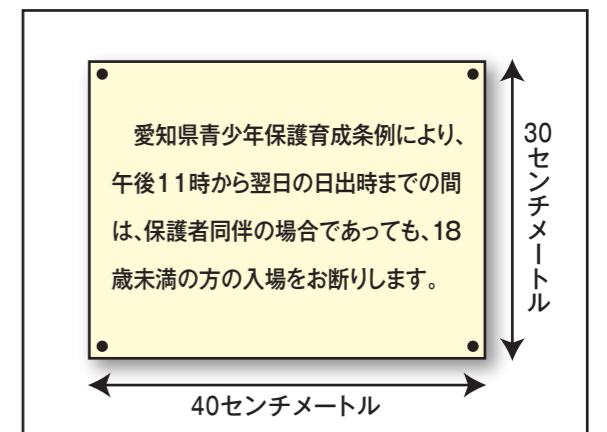 愛知県青少年保護育成条例により、
午後11時から翌日の日出時までの間
は、保護者同伴の場合であっても、18
歳未満の方の入場をお断りします。
30センチメートル
40センチメートル